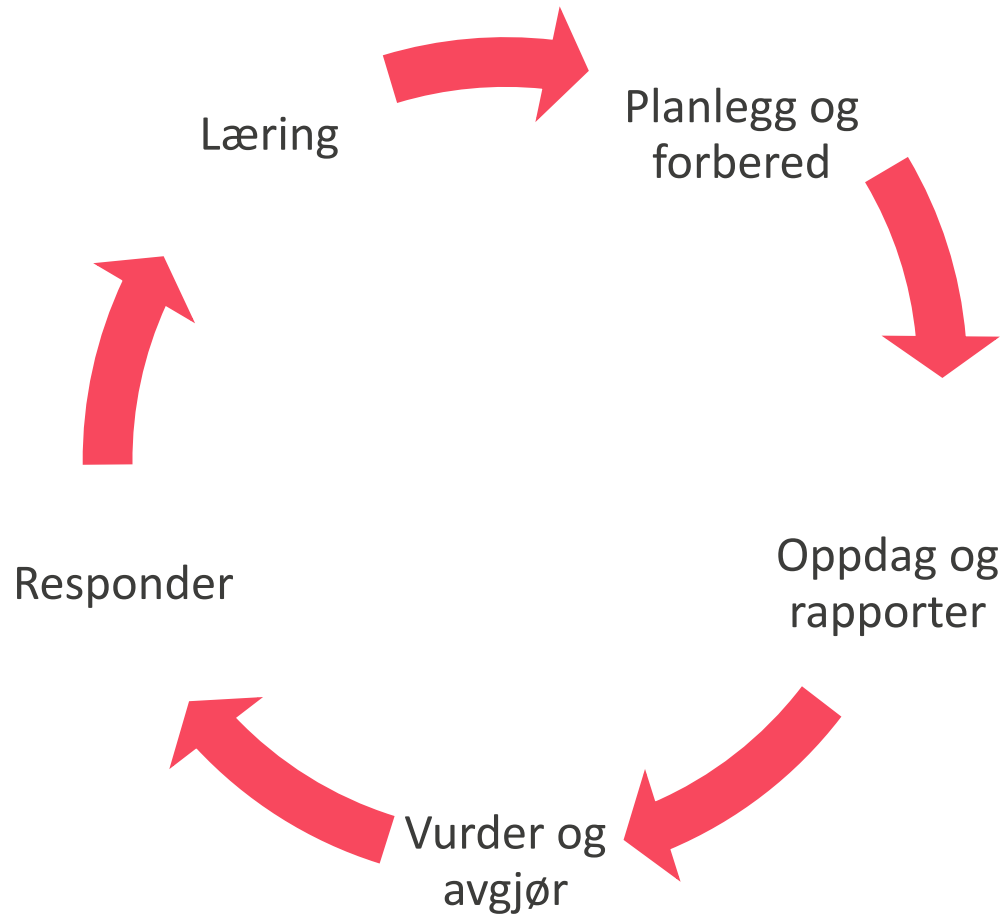 Planlegg og
forbered
Oppdag og
rapporter
Vurder og
avgjør
Responder
Læring